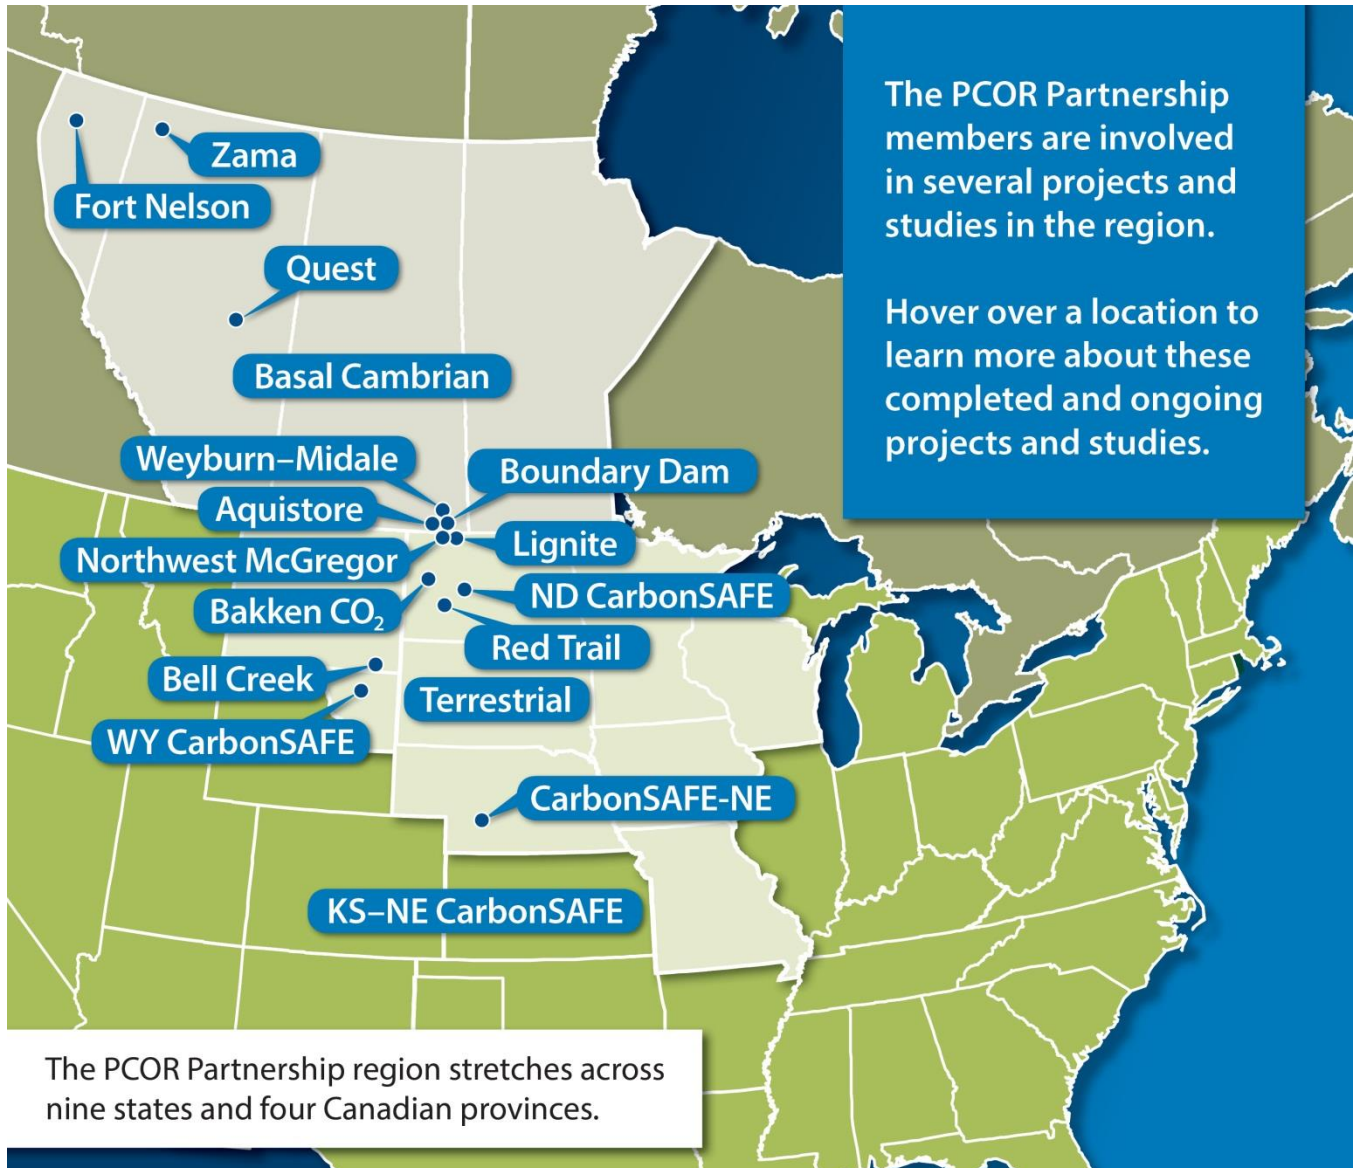 The PCOR Partnership
members are involved
in several projects and
studies in the region.
Hover over a location to
learn more about these
completed and ongoing
projects and studies.
Zama
Fort Nelson
Quest
Basal Cambrian
Weyburn–Midale
Boundary Dam
Aquistore
Northwest McGregor
Lignite
Bakken CO₂
ND CarbonSAFE
Red Trail
Bell Creek
Terrestrial
WY CarbonSAFE
CarbonSAFE-NE
KS–NE CarbonSAFE
The PCOR Partnership region stretches across
nine states and four Canadian provinces.